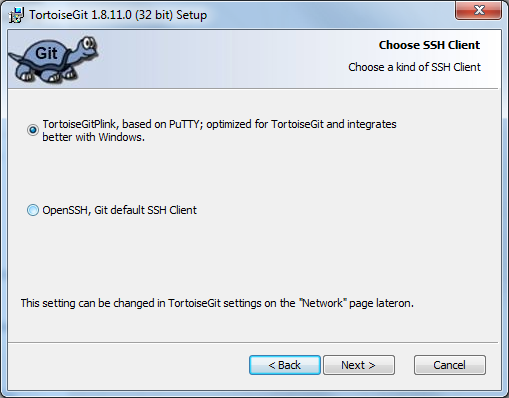 TortoiseGit 1.8.11.0 (32 bit) Setup
Git
Choose SSH Client
Choose a kind of SSH Client
TortoiseGitPlink, based on PuTTY; optimized for TortoiseGit and integrates
better with Windows.
OpenSSH, Git default SSH Client
This setting can be changed in TortoiseGit settings on the "Network" page lateron.
< Back
Next >
Cancel